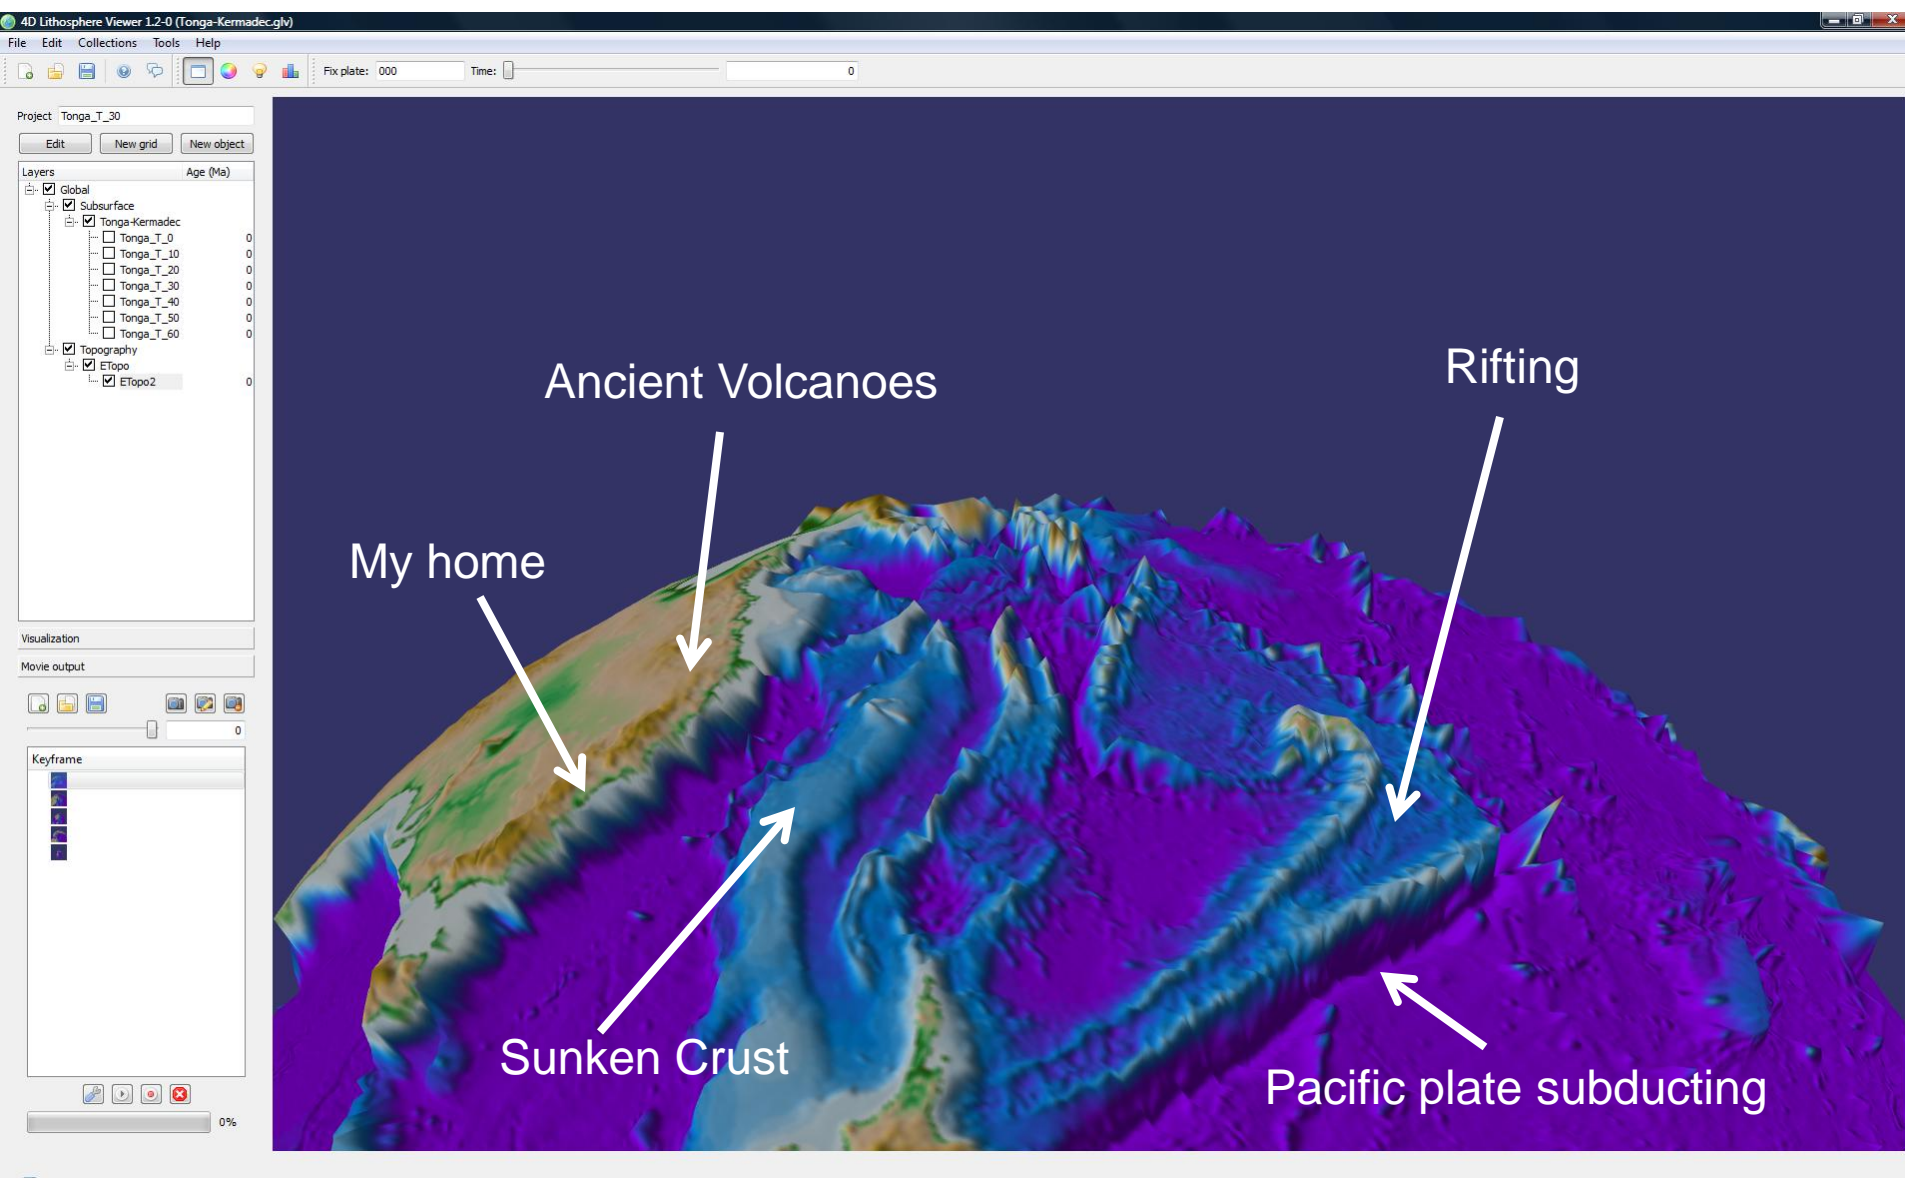 4D Lithosphere Viewer 1.2-0 (Tonga-Kermadec.glv)
File Edit Collections Tools Help
Fix plate: 000 Time: 0
Project Tonga_T_30
Edit New grid New object
Layers Age (Ma)
Global
Subsurface
Tonga-Kermadec
Tonga_T_0 0
Tonga_T_10 0
Tonga_T_20 0
Tonga_T_30 0
Tonga_T_40 0
Tonga_T_50 0
Tonga_T_60 0
Topography
ETopo
ETopo2 0
Visualization
Movie output
0
Keyframe
0%
Ancient Volcanoes
Rifting
My home
Sunken Crust
Pacific plate subducting